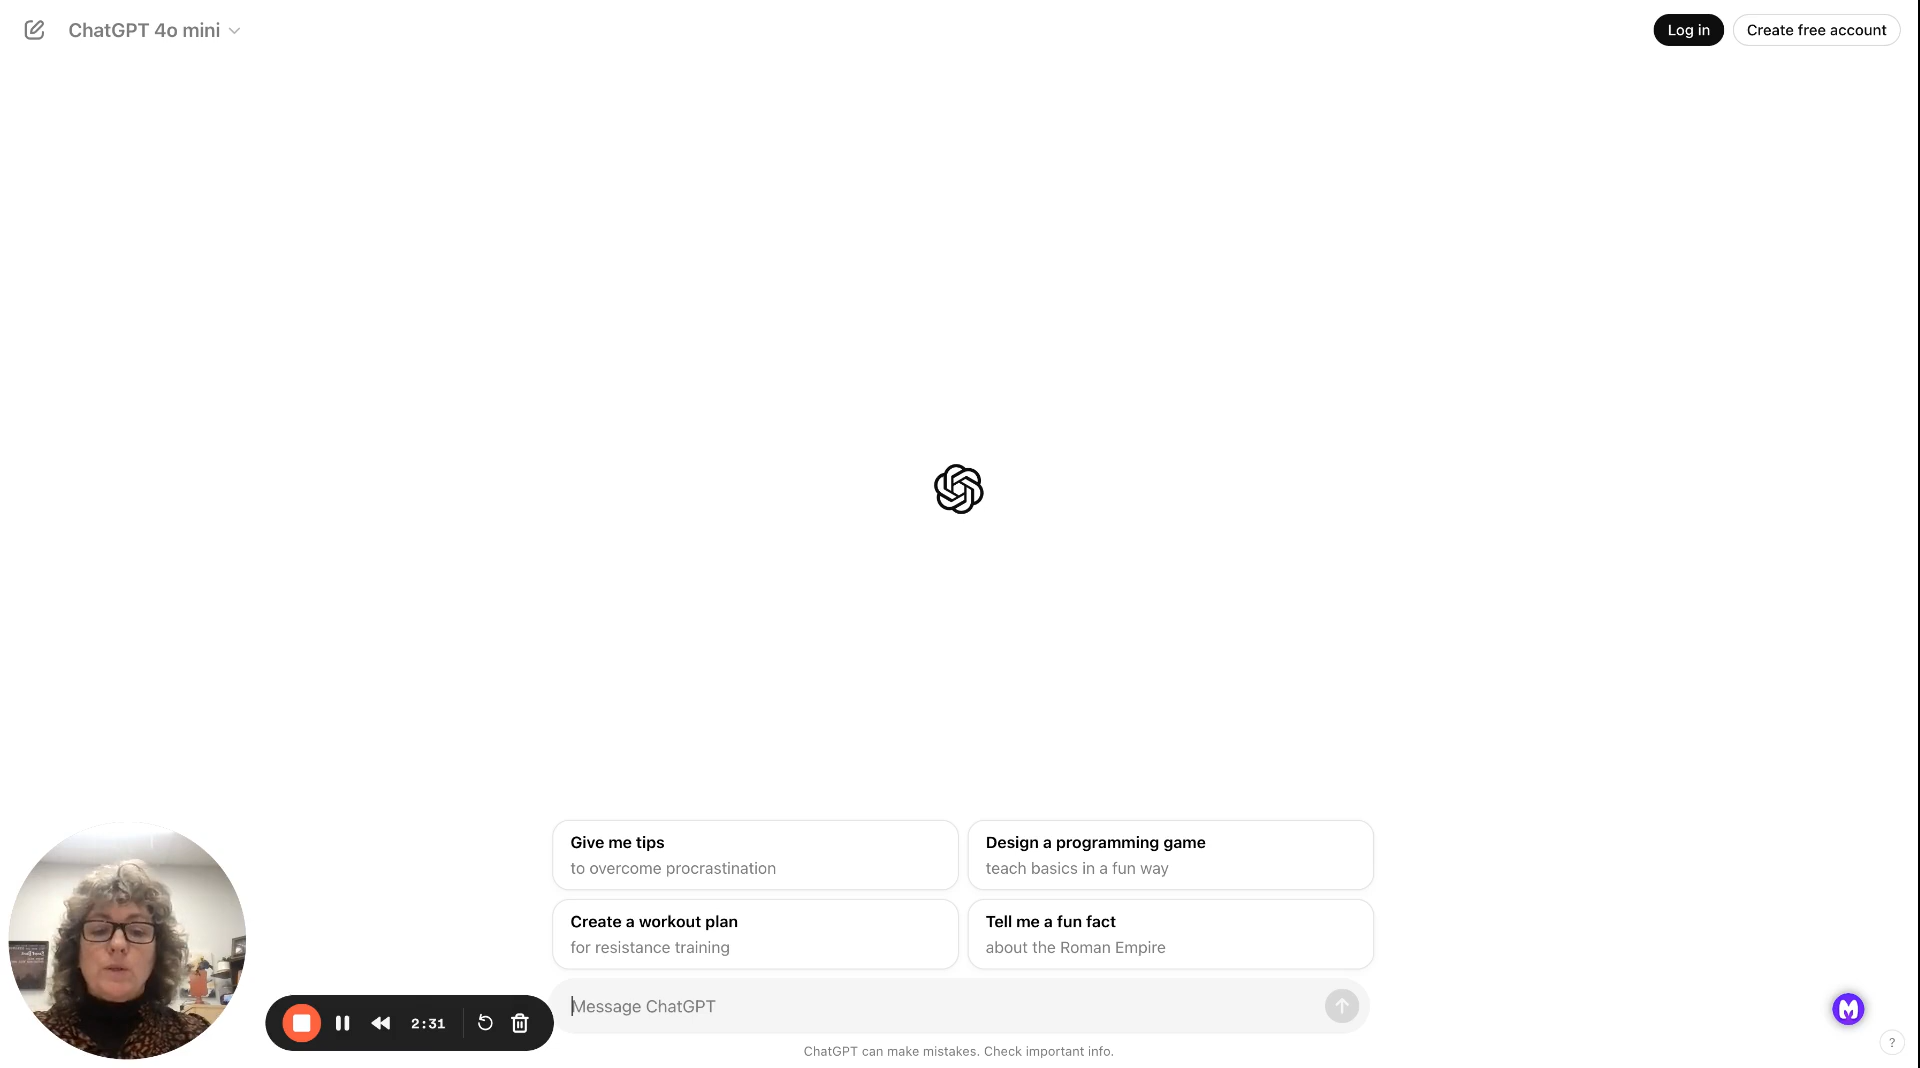 ChatGPT 4o mini
Log in
Create free account
Give me tips
to overcome procrastination
Design a programming game
teach basics in a fun way
Create a workout plan
for resistance training
Tell me a fun fact
about the Roman Empire
Message ChatGPT
2:31
ChatGPT can make mistakes. Check important info.
?